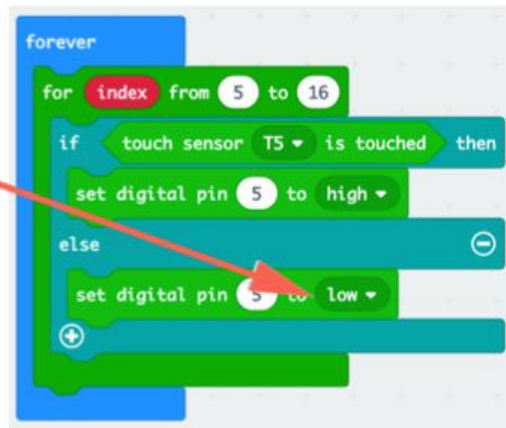 forever
for index from 5 to 16
if touch sensor T5 is touched then
set digital pin 5 to high
else
set digital pin 5 to low